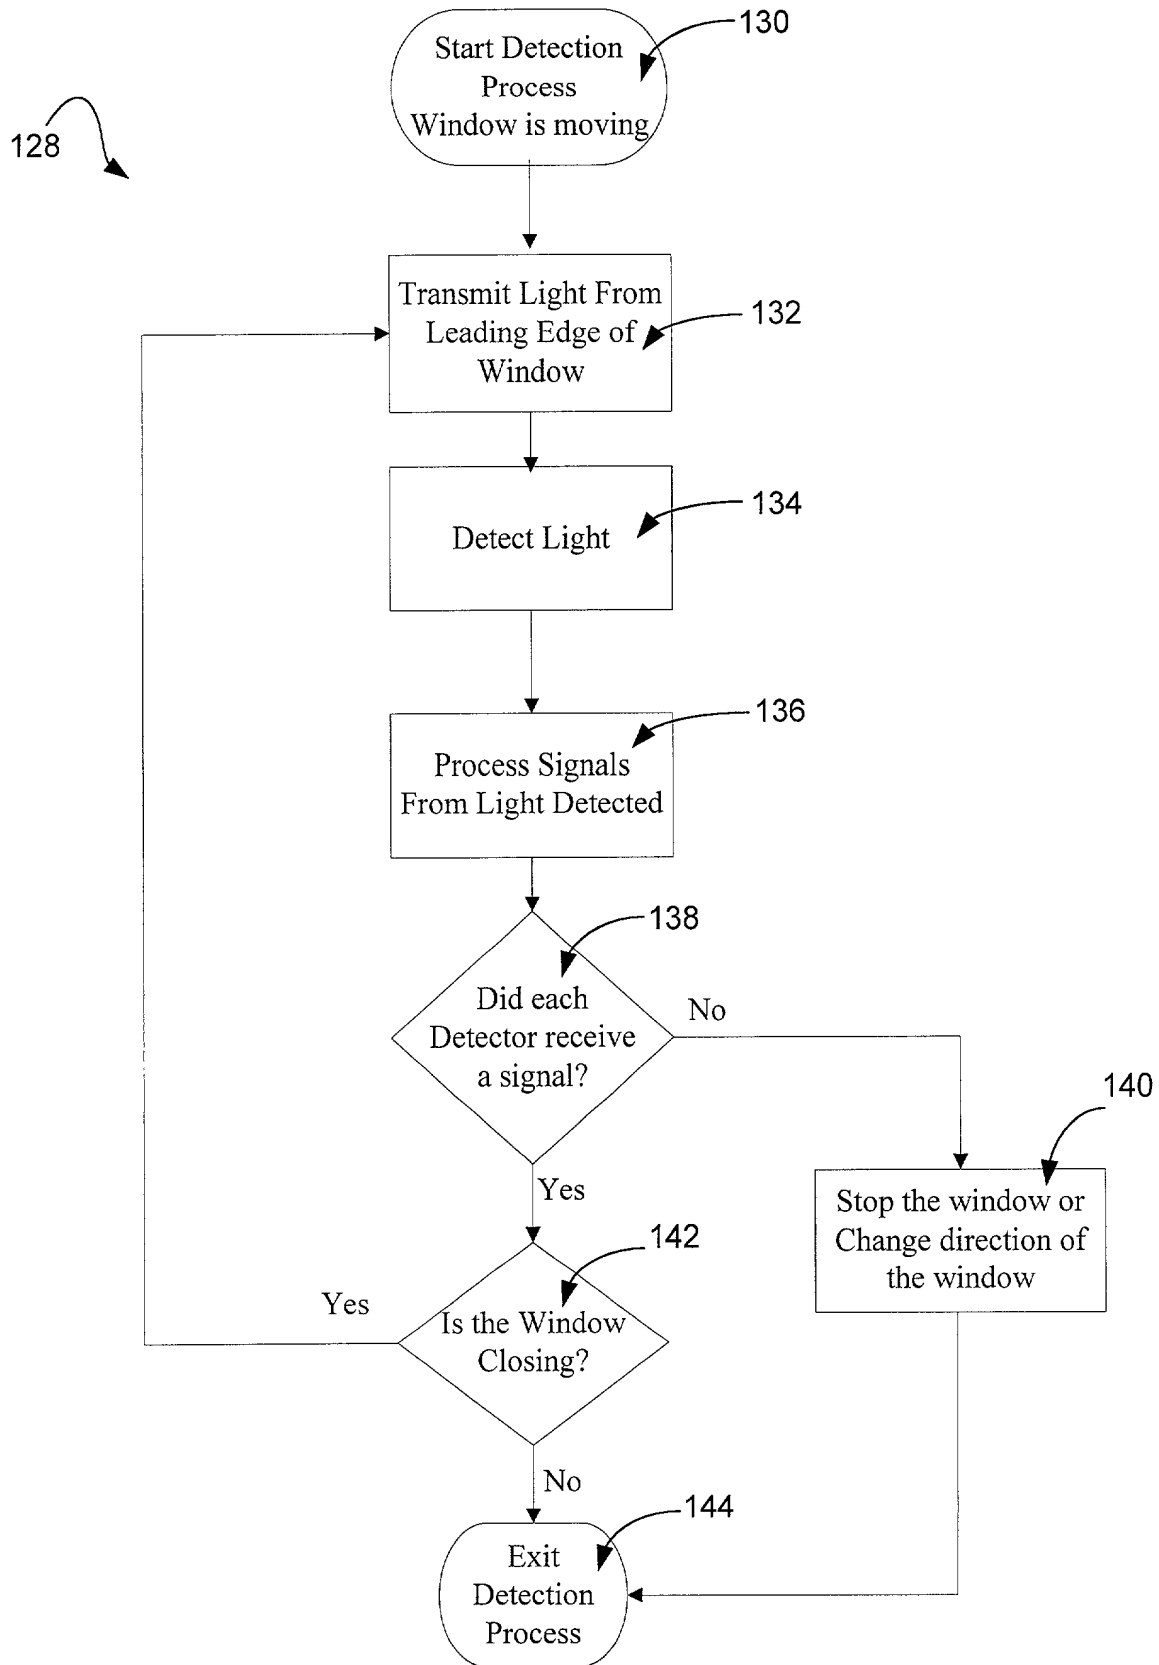 130
Start Detection
Process
Window is moving
128
Transmit Light From
Leading Edge of
Window
132
134
Detect Light
136
Process Signals
From Light Detected
138
Did each
Detector receive
a signal?
No
140
Yes
Stop the window or
Change direction of
the window
142
Yes
Is the Window
Closing?
No
144
Exit
Detection
Process